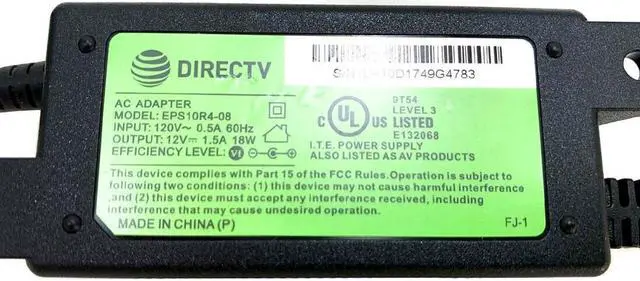 DIRECTV
AC ADAPTER
MODEL: EPS10R4-08
INPUT: 120V~ 0.5A 60Hz
OUTPUT: 12V⎓ 1.5A 18W
EFFICIENCY LEVEL: VI
D1749G4783
9T54
LEVEL 3
C UL US LISTED
E132068
I.T.E. POWER SUPPLY
ALSO LISTED AS AV PRODUCTS
This device complies with Part 15 of the FCC Rules.Operation is subject to
following two conditions: (1) this device may not cause harmful interference
,and (2) this device must accept any interference received, including
interference that may cause undesired operation.
MADE IN CHINA (P)
FJ-1